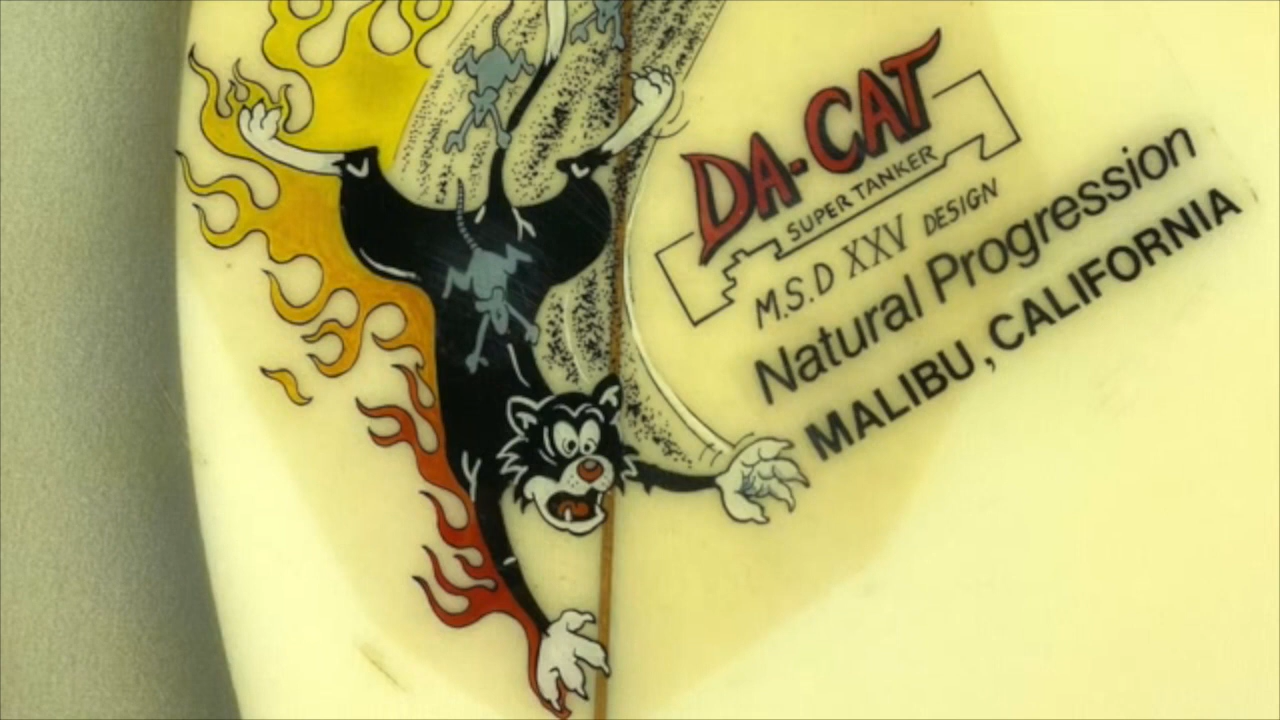 DA-CAT
SUPER TANKER
M.S.D XXV DESIGN
Natural Progression
MALIBU, CALIFORNIA